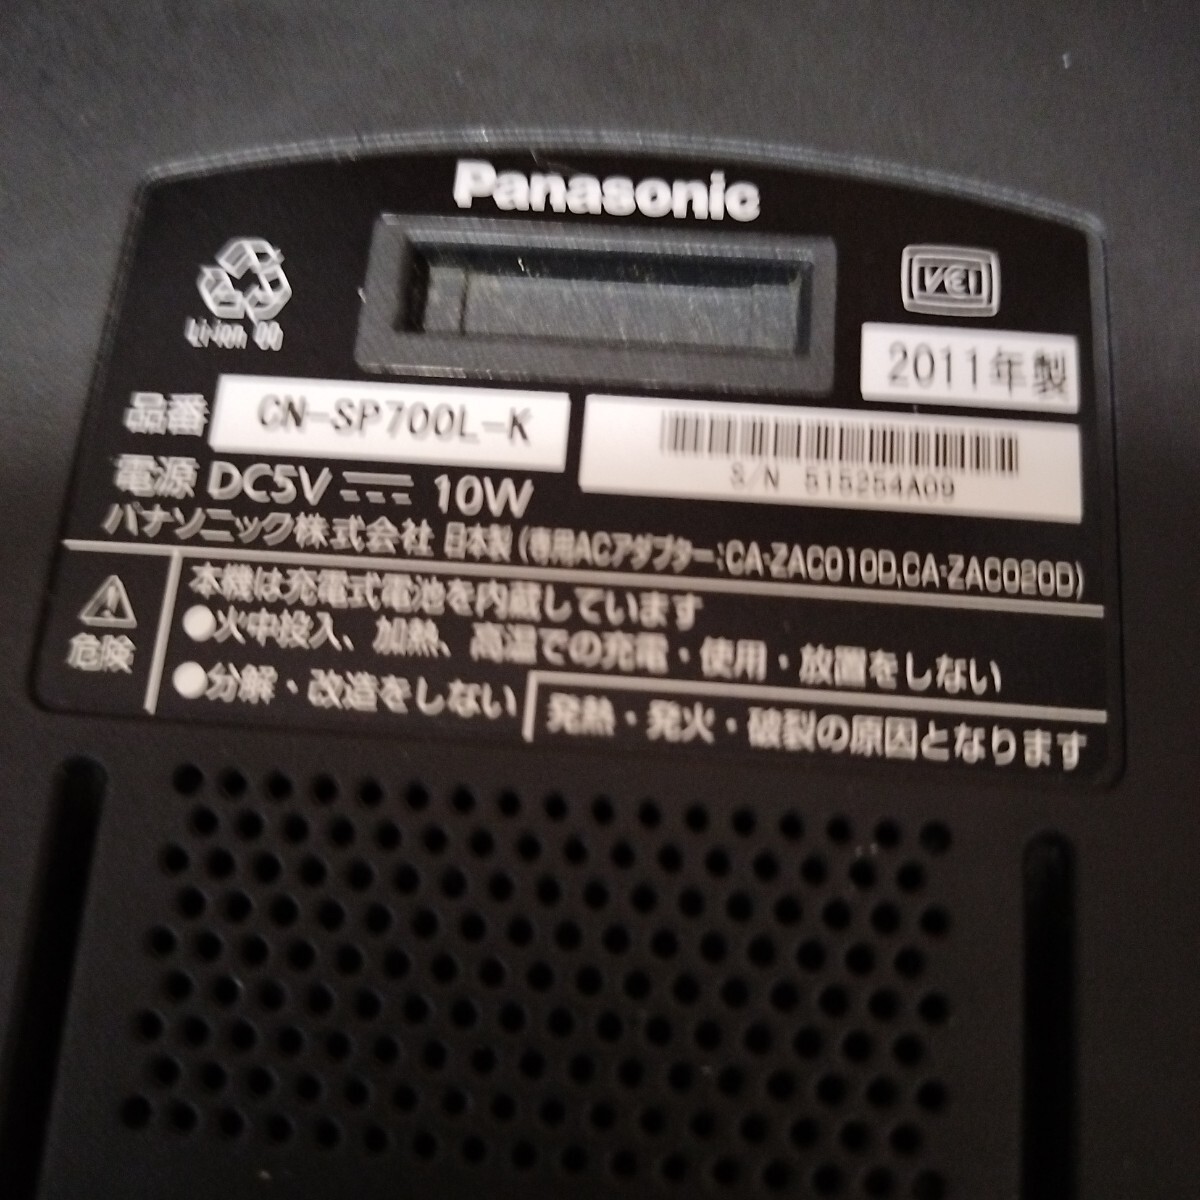 Panasonic
Li-ion 00
VCCI
2011年製
品番 CN-SP700L-K
S/N 515254A09
電源 DC5V 10W
パナソニック株式会社 日本製(専用ACアダプター:CA-ZAC010D,CA-ZAC020D)
危険
本機は充電式電池を内蔵しています
●火中投入、加熱、高温での充電・使用・放置をしない
●分解・改造をしない
発熱・発火・破裂の原因となります